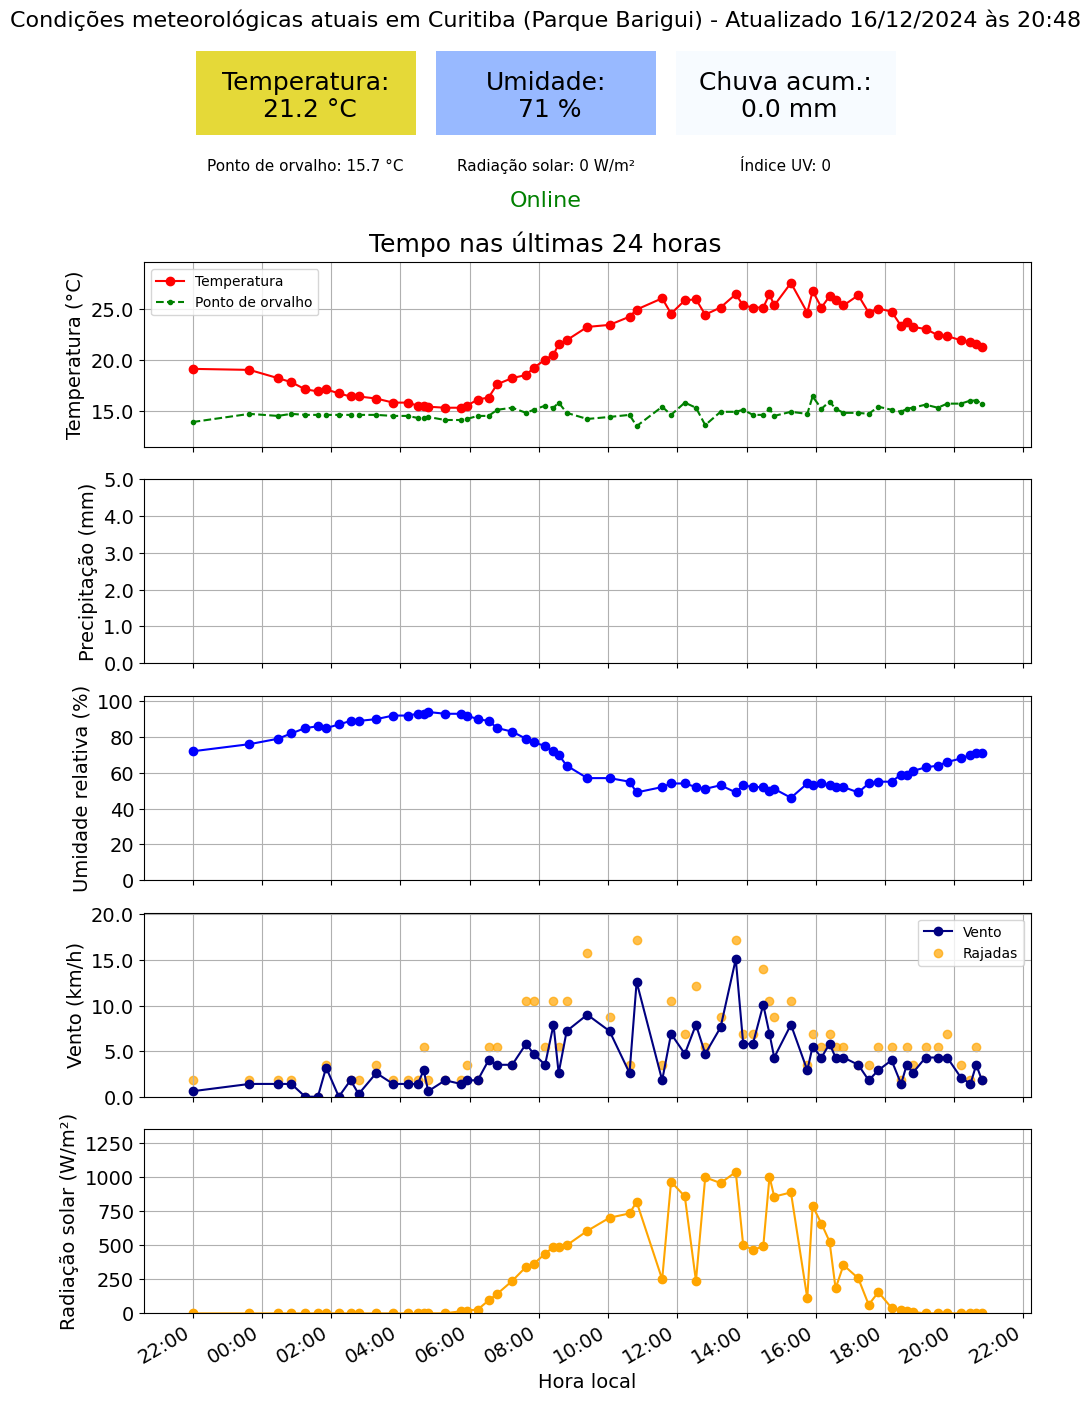 Condições meteorológicas atuais em Curitiba (Parque Barigui) - Atualizado 16/12/2024 às 20:48
Temperatura:
21.2 °C
Umidade:
71 %
Chuva acum.:
0.0 mm
Ponto de orvalho: 15.7 °C
Radiação solar: 0 W/m²
Índice UV: 0
Online
Tempo nas últimas 24 horas
Temperatura (°C)
25.0
20.0
15.0
Temperatura
Ponto de orvalho
Precipitação (mm)
5.0
4.0
3.0
2.0
1.0
0.0
Umidade relativa (%)
100
80
60
40
20
0
Vento (km/h)
20.0
15.0
10.0
5.0
0.0
Vento
Rajadas
Radiação solar (W/m²)
1250
1000
750
500
250
0
22:00
00:00
02:00
04:00
06:00
08:00
10:00
12:00
14:00
16:00
18:00
20:00
22:00
Hora local